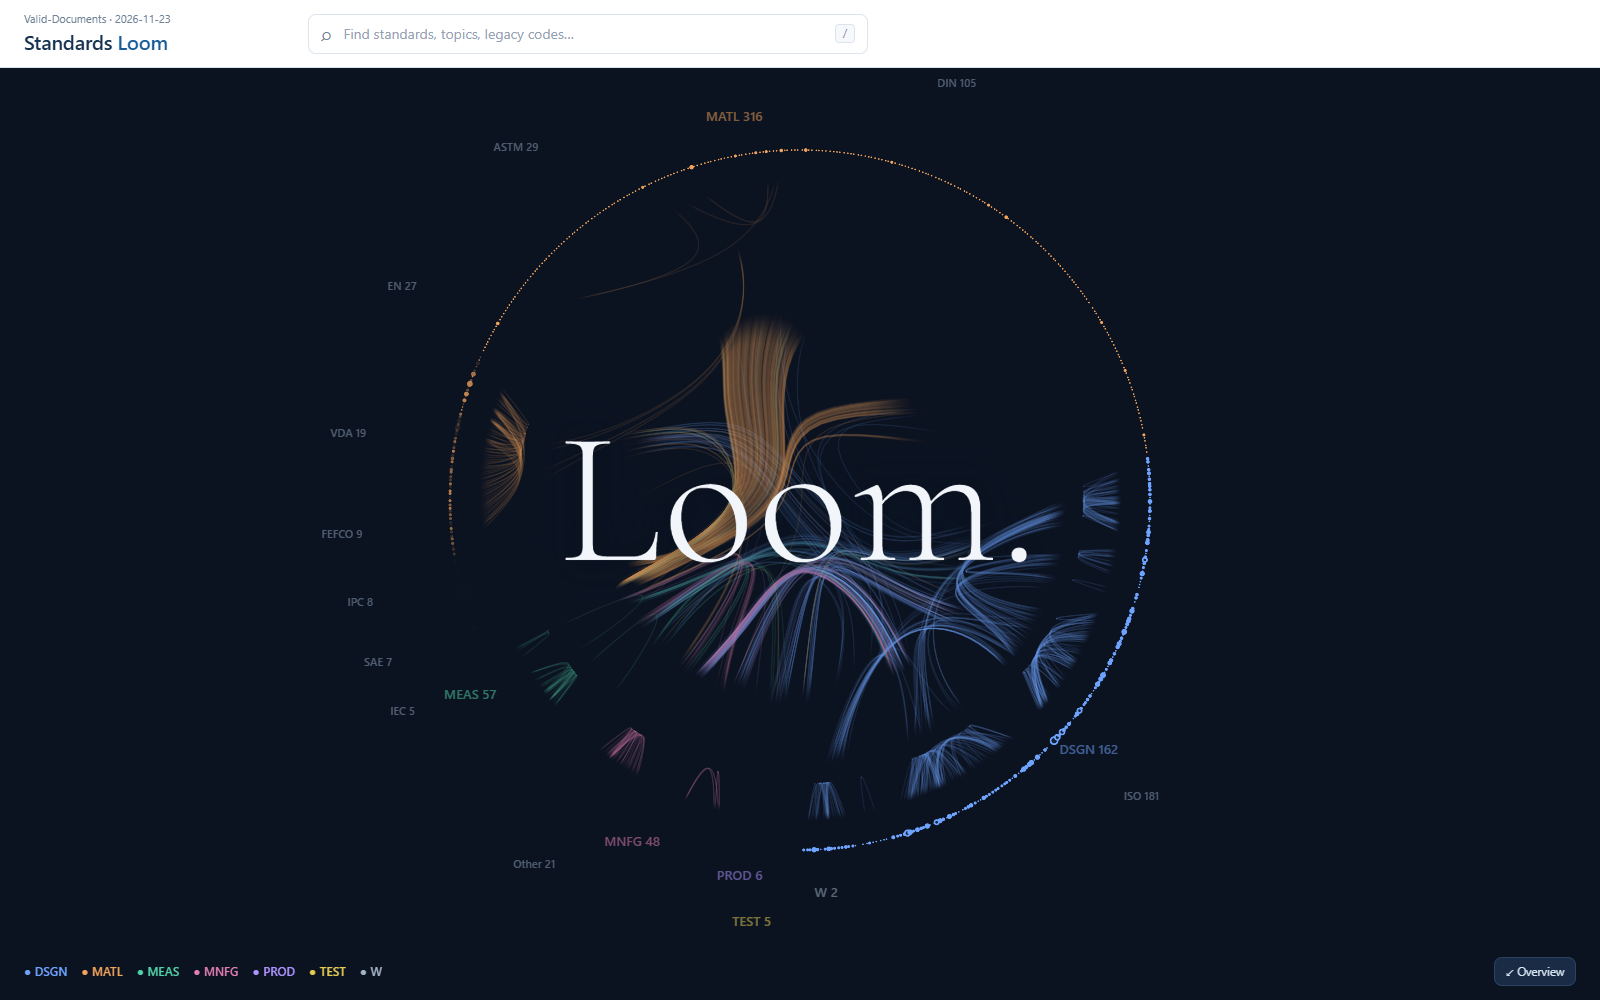 Valid-Documents · 2026-11-23
Standards Loom
Find standards, topics, legacy codes...
/
DIN 105
MATL 316
ASTM 29
EN 27
VDA 19
Loom.
FEFCO 9
IPC 8
SAE 7
MEAS 57
IEC 5
DSGN 162
ISO 181
MNFG 48
Other 21
PROD 6
W 2
TEST 5
DSGN MATL MEAS MNFG PROD TEST W
↙ Overview